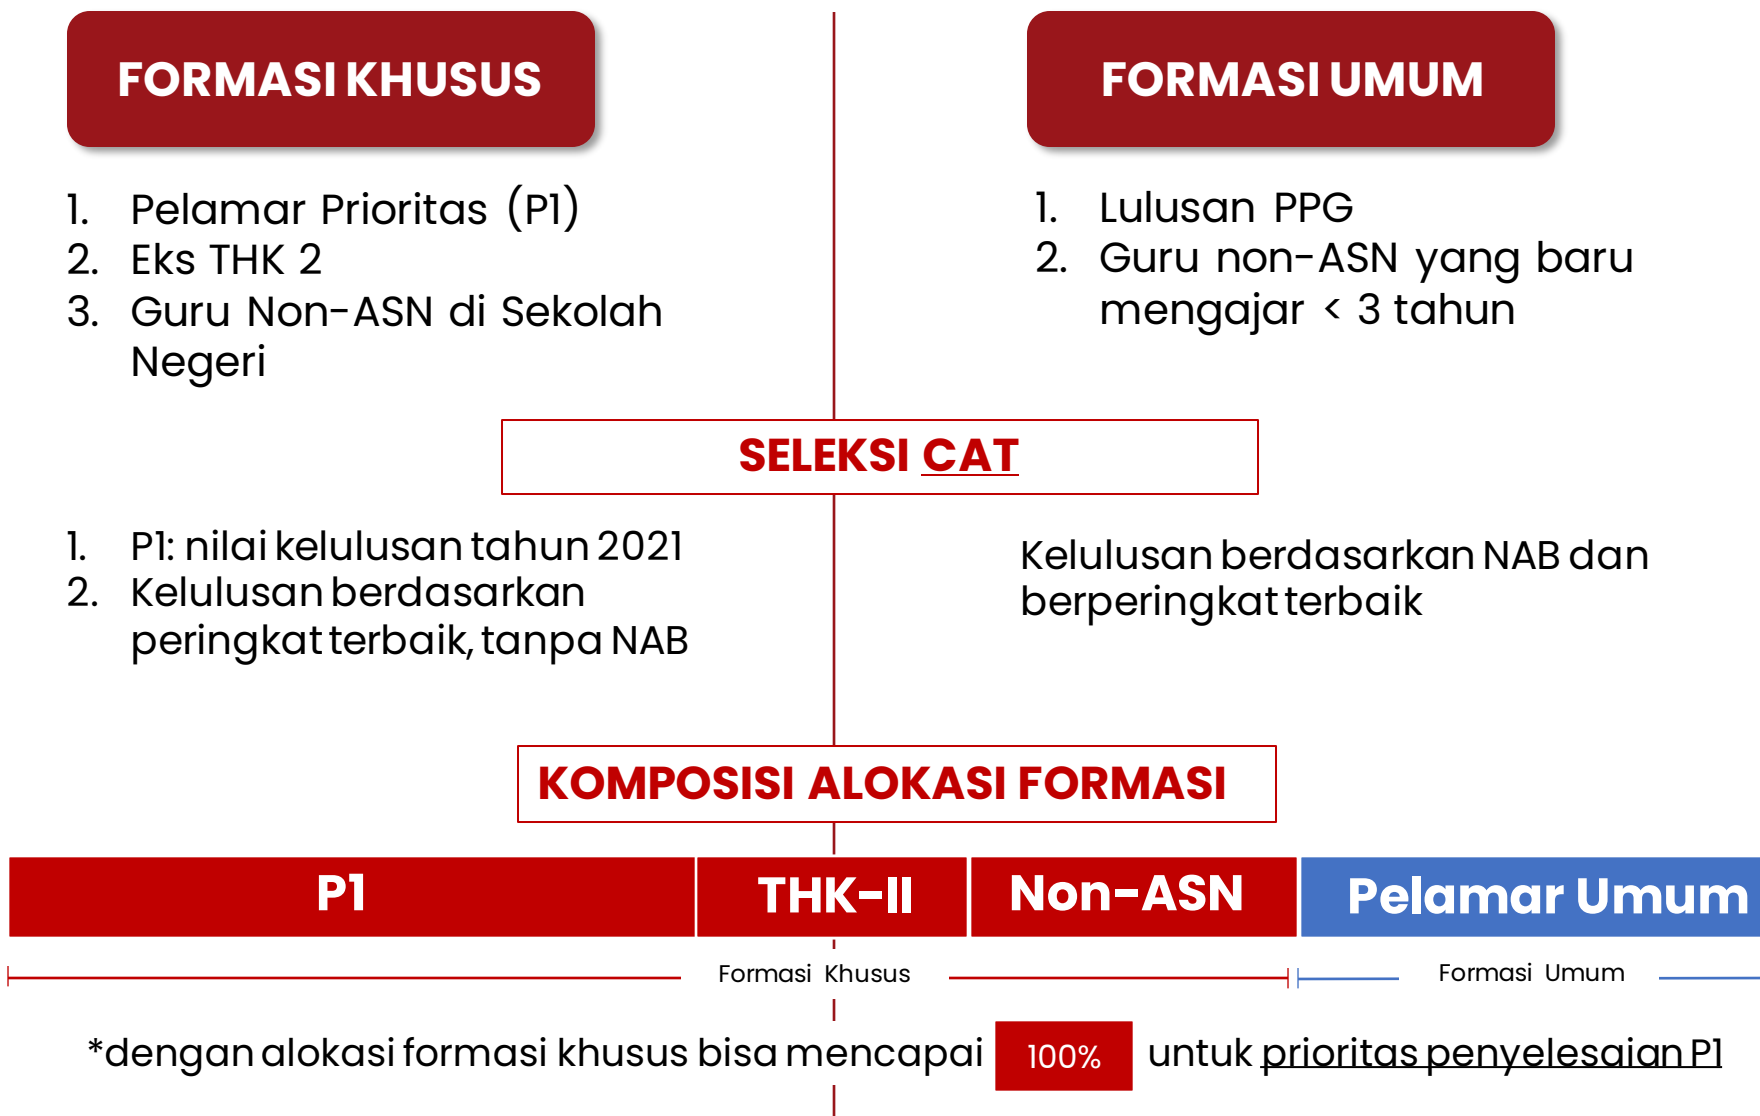 FORMASI KHUSUS
1. Pelamar Prioritas (P1)
2. Eks THK 2
3. Guru Non-ASN di Sekolah
Negeri
FORMASI UMUM
1. Lulusan PPG
2. Guru non-ASN yang baru
mengajar < 3 tahun
SELEKSI CAT
1. P1: nilai kelulusan tahun 2021
2. Kelulusan berdasarkan
peringkat terbaik, tanpa NAB
Kelulusan berdasarkan NAB dan
berperingkat terbaik
KOMPOSISI ALOKASI FORMASI
P1 THK-II Non-ASN Pelamar Umum
Formasi Khusus Formasi Umum
*dengan alokasi formasi khusus bisa mencapai 100% untuk prioritas penyelesaian P1